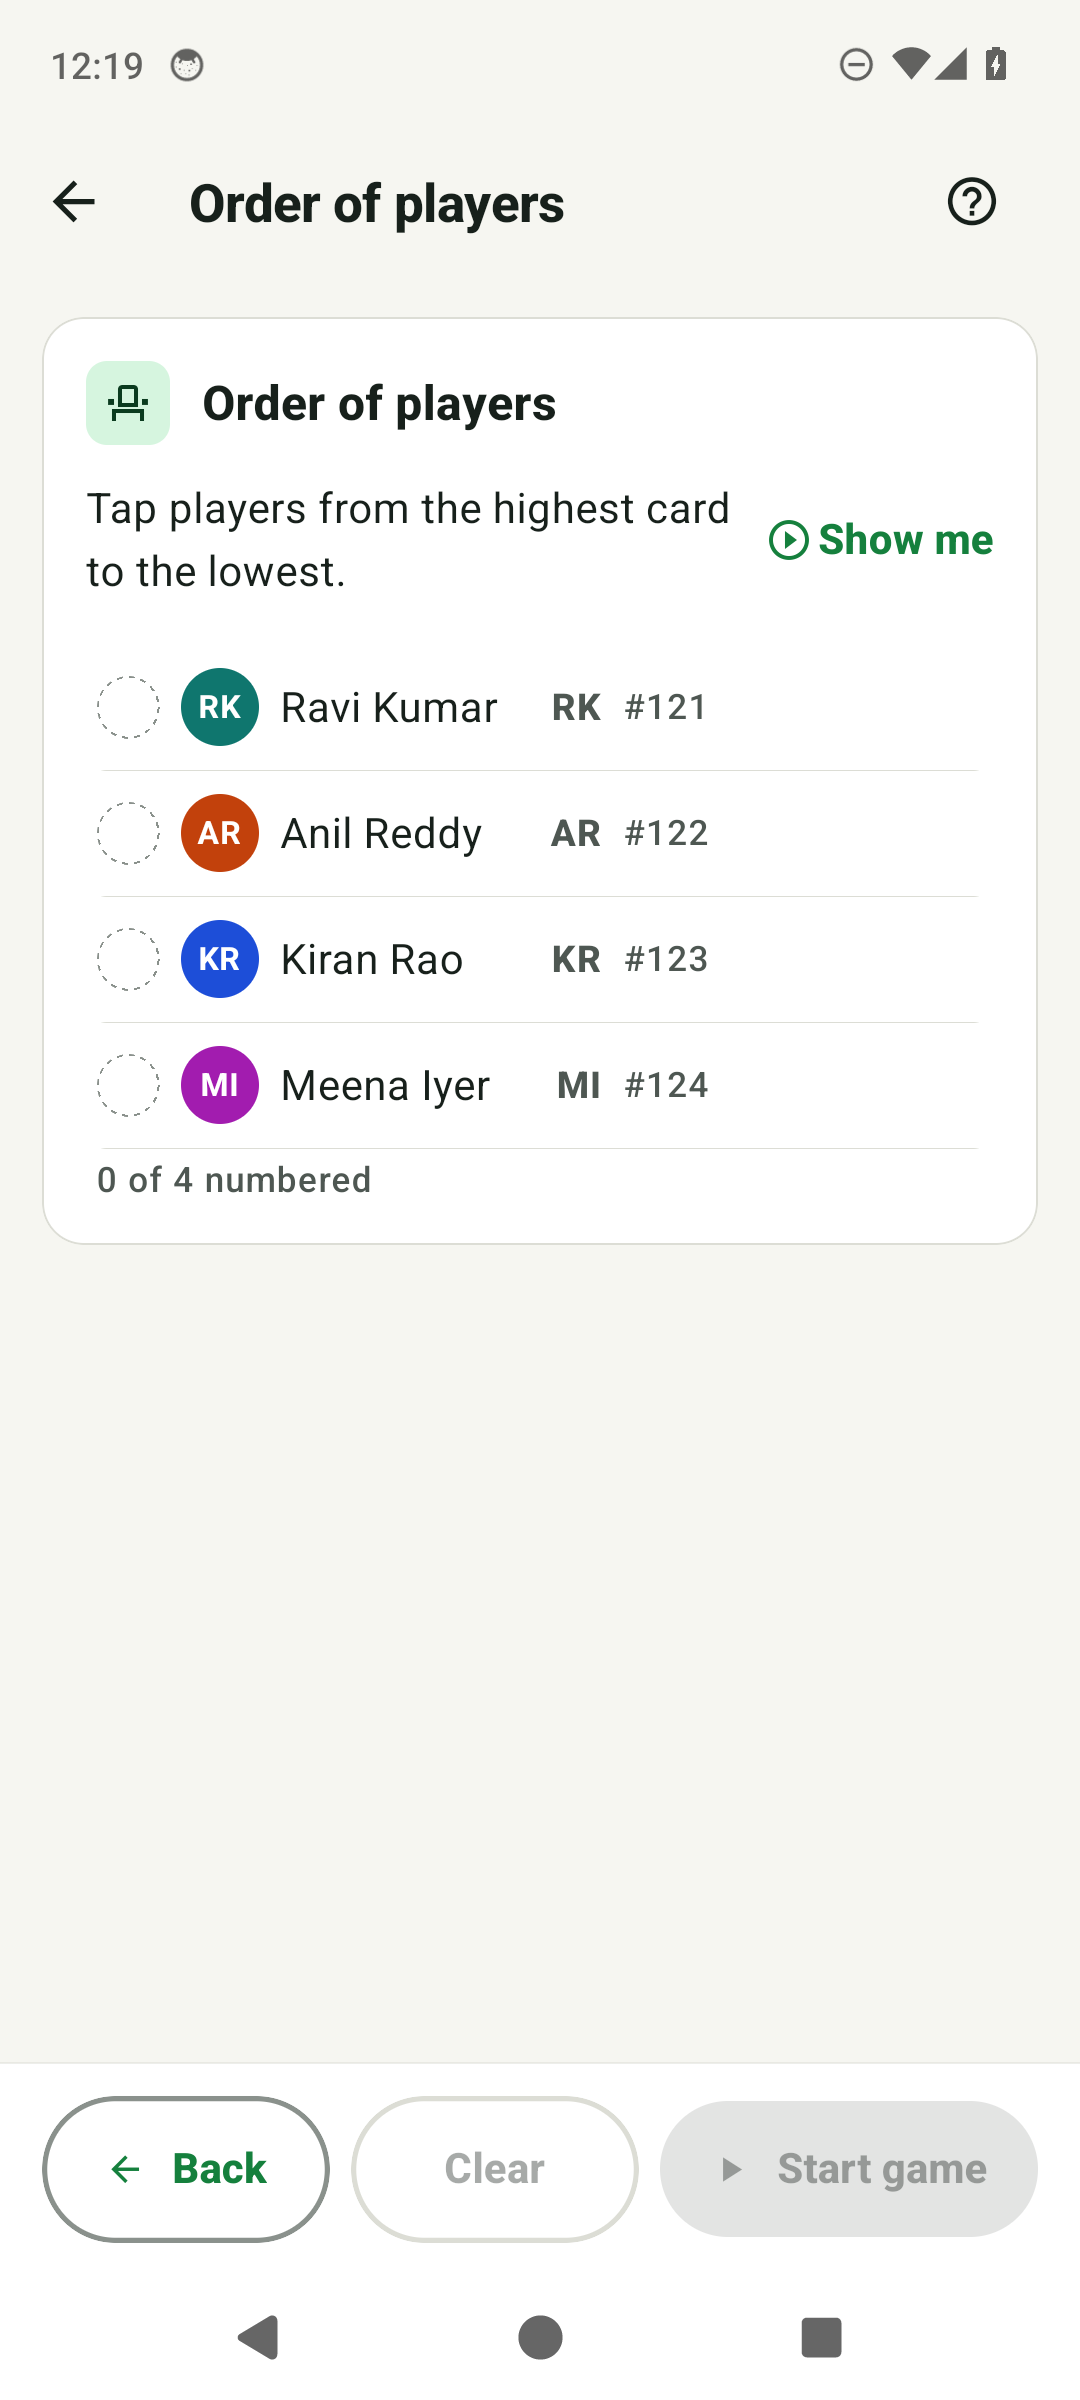 12:19
Order of players
Order of players
Tap players from the highest card
to the lowest.
Show me
RK Ravi Kumar RK #121
AR Anil Reddy AR #122
KR Kiran Rao KR #123
MI Meena Iyer MI #124
0 of 4 numbered
Back Clear Start game